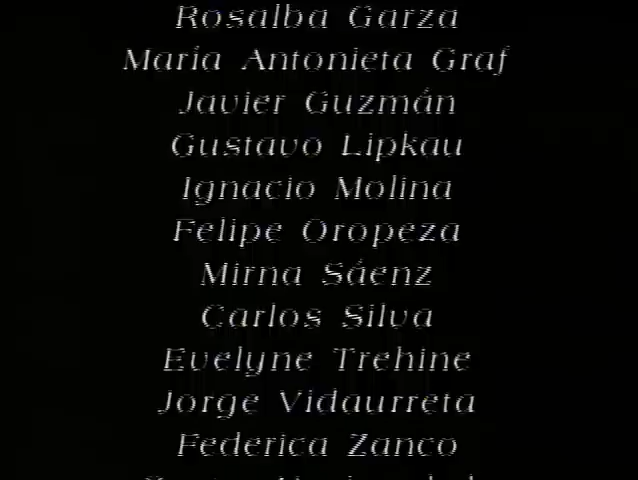 Rosalba Garza
María Antonieta Graf
Javier Guzmán
Gustavo Lipkau
Ignacio Molina
Felipe Oropeza
Mirna Sáenz
Carlos Silva
Evelyne Trehine
Jorge Vidaurreta
Federica Zanco